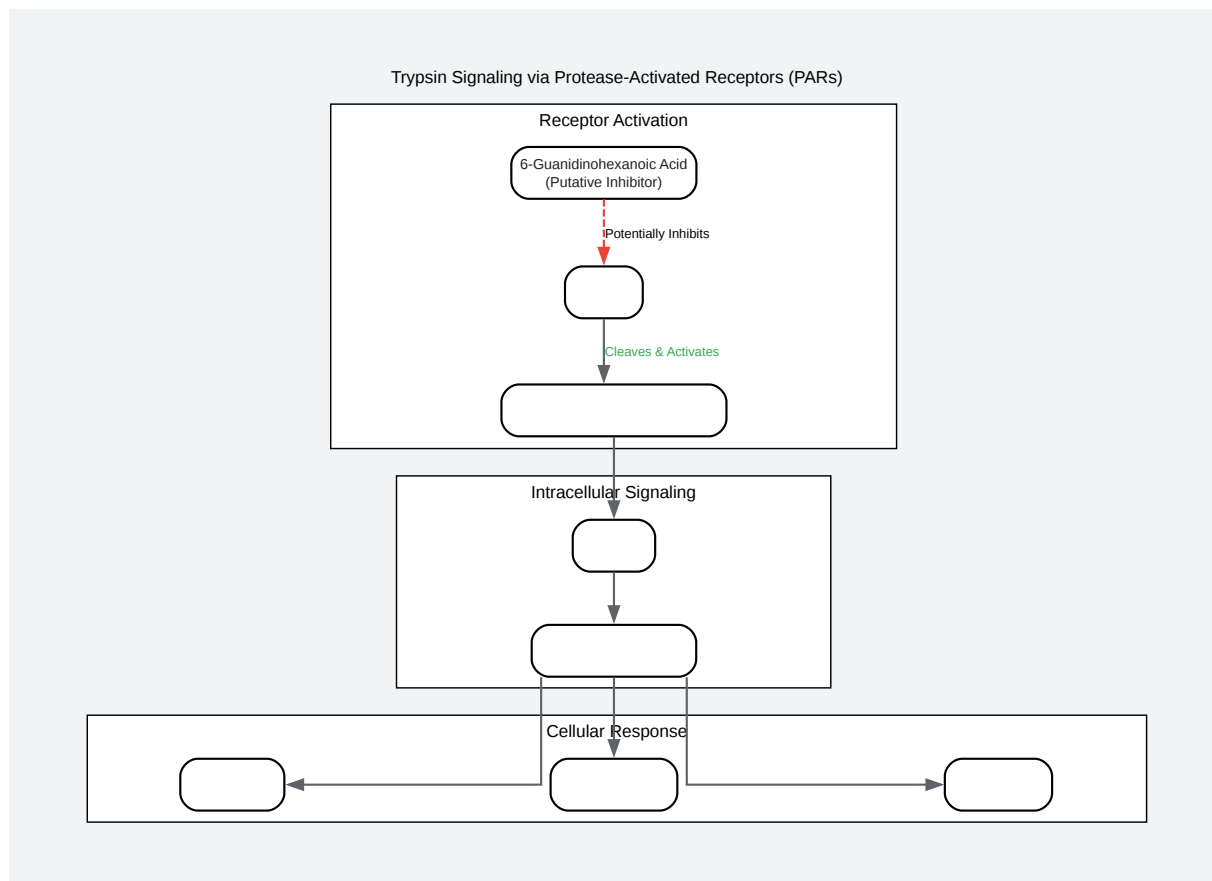 Trypsin Signaling via Protease-Activated Receptors (PARs)
Receptor Activation
6-Guanidinohexanoic Acid
(Putative Inhibitor)
Potentially Inhibits
Cleaves & Activates
Intracellular Signaling
Cellular Response